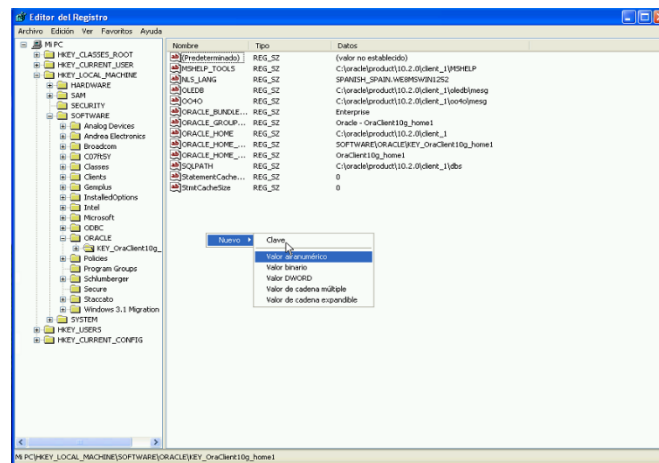 Editor del Registro
Archivo Edición Ver Favoritos Ayuda
Mi PC
HKEY_CLASSES_ROOT
HKEY_CURRENT_USER
HKEY_LOCAL_MACHINE
HARDWARE
SAM
SECURITY
SOFTWARE
Analog Devices
Andrea Electronics
Broadcom
C07ftSY
Classes
Clients
Gemplus
InstalledOptions
Intel
Microsoft
ODBC
ORACLE
KEY_OraClient10g_
Policies
Program Groups
Schlumberger
Secure
Staccato
Windows 3.1 Migration
SYSTEM
HKEY_USERS
HKEY_CURRENT_CONFIG
Nombre Tipo Datos
(Predeterminado) REG_SZ (valor no establecido)
MSHELP_TOOLS REG_SZ C:\oracle\product\10.2.0\client_1\MSHELP
NLS_LANG REG_SZ SPANISH_SPAIN.WE8MSWIN1252
OLEDB REG_SZ C:\oracle\product\10.2.0\client_1\oledb\mesg
OO4O REG_SZ C:\oracle\product\10.2.0\client_1\oo4o\mesg
ORACLE_BUNDLE... REG_SZ Enterprise
ORACLE_GROUP... REG_SZ Oracle - OraClient10g_home1
ORACLE_HOME REG_SZ C:\oracle\product\10.2.0\client_1
ORACLE_HOME_... REG_SZ SOFTWARE\ORACLE\KEY_OraClient10g_home1
ORACLE_HOME_... REG_SZ OraClient10g_home1
SQLPATH REG_SZ C:\oracle\product\10.2.0\client_1\dbs
StatementCache... REG_SZ 0
StmtCacheSize REG_SZ 0
Nuevo
Clave
Valor alfanumérico
Valor binario
Valor DWORD
Valor de cadena múltiple
Valor de cadena expandible
Mi PC\HKEY_LOCAL_MACHINE\SOFTWARE\ORACLE\KEY_OraClient10g_home1